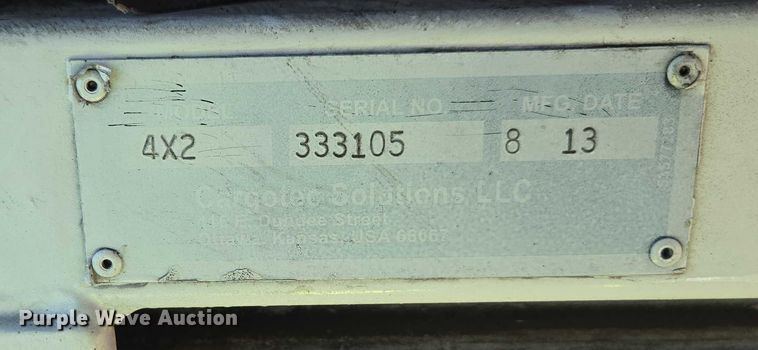 MODEL SERIAL NO. MFG. DATE
4X2 333105 8 13
Cargotec Solutions LLC
E. Dundee Street
Ottawa, Kansas, USA 66067
Purple Wave Auction